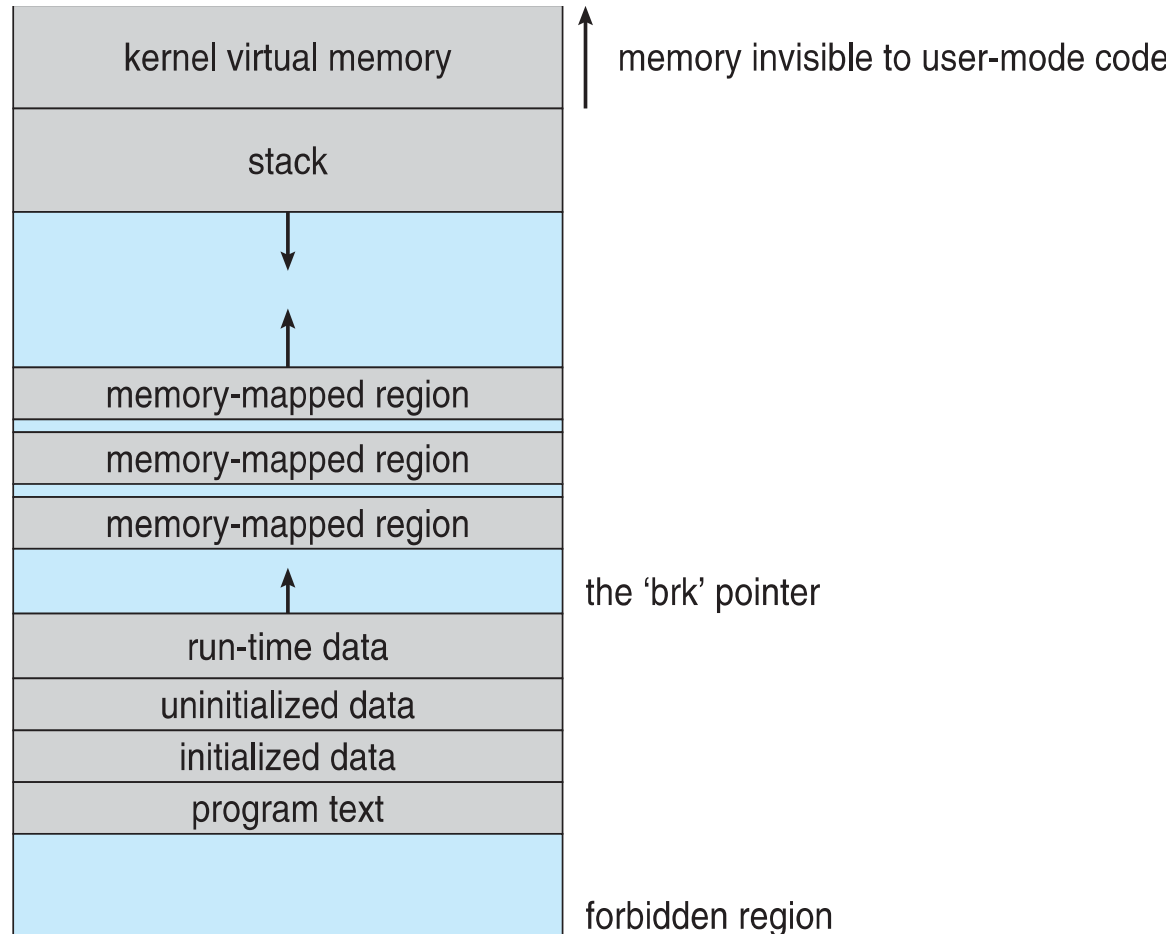 kernel virtual memory
memory invisible to user-mode code
stack
memory-mapped region
memory-mapped region
memory-mapped region
the ‘brk’ pointer
run-time data
uninitialized data
initialized data
program text
forbidden region